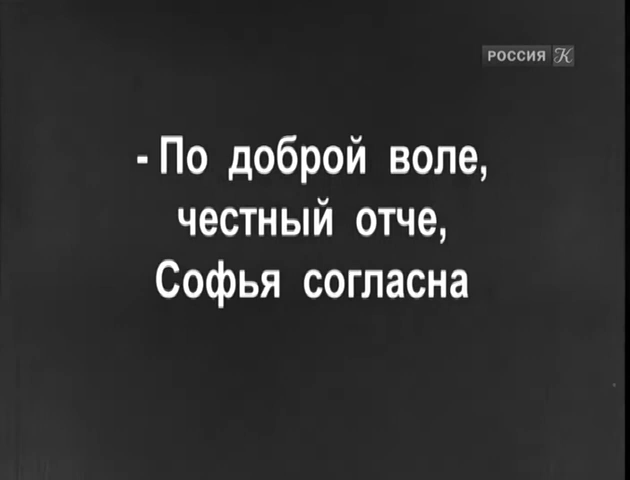 РОССИЯ К
- По доброй воле,
честный отче,
Софья согласна